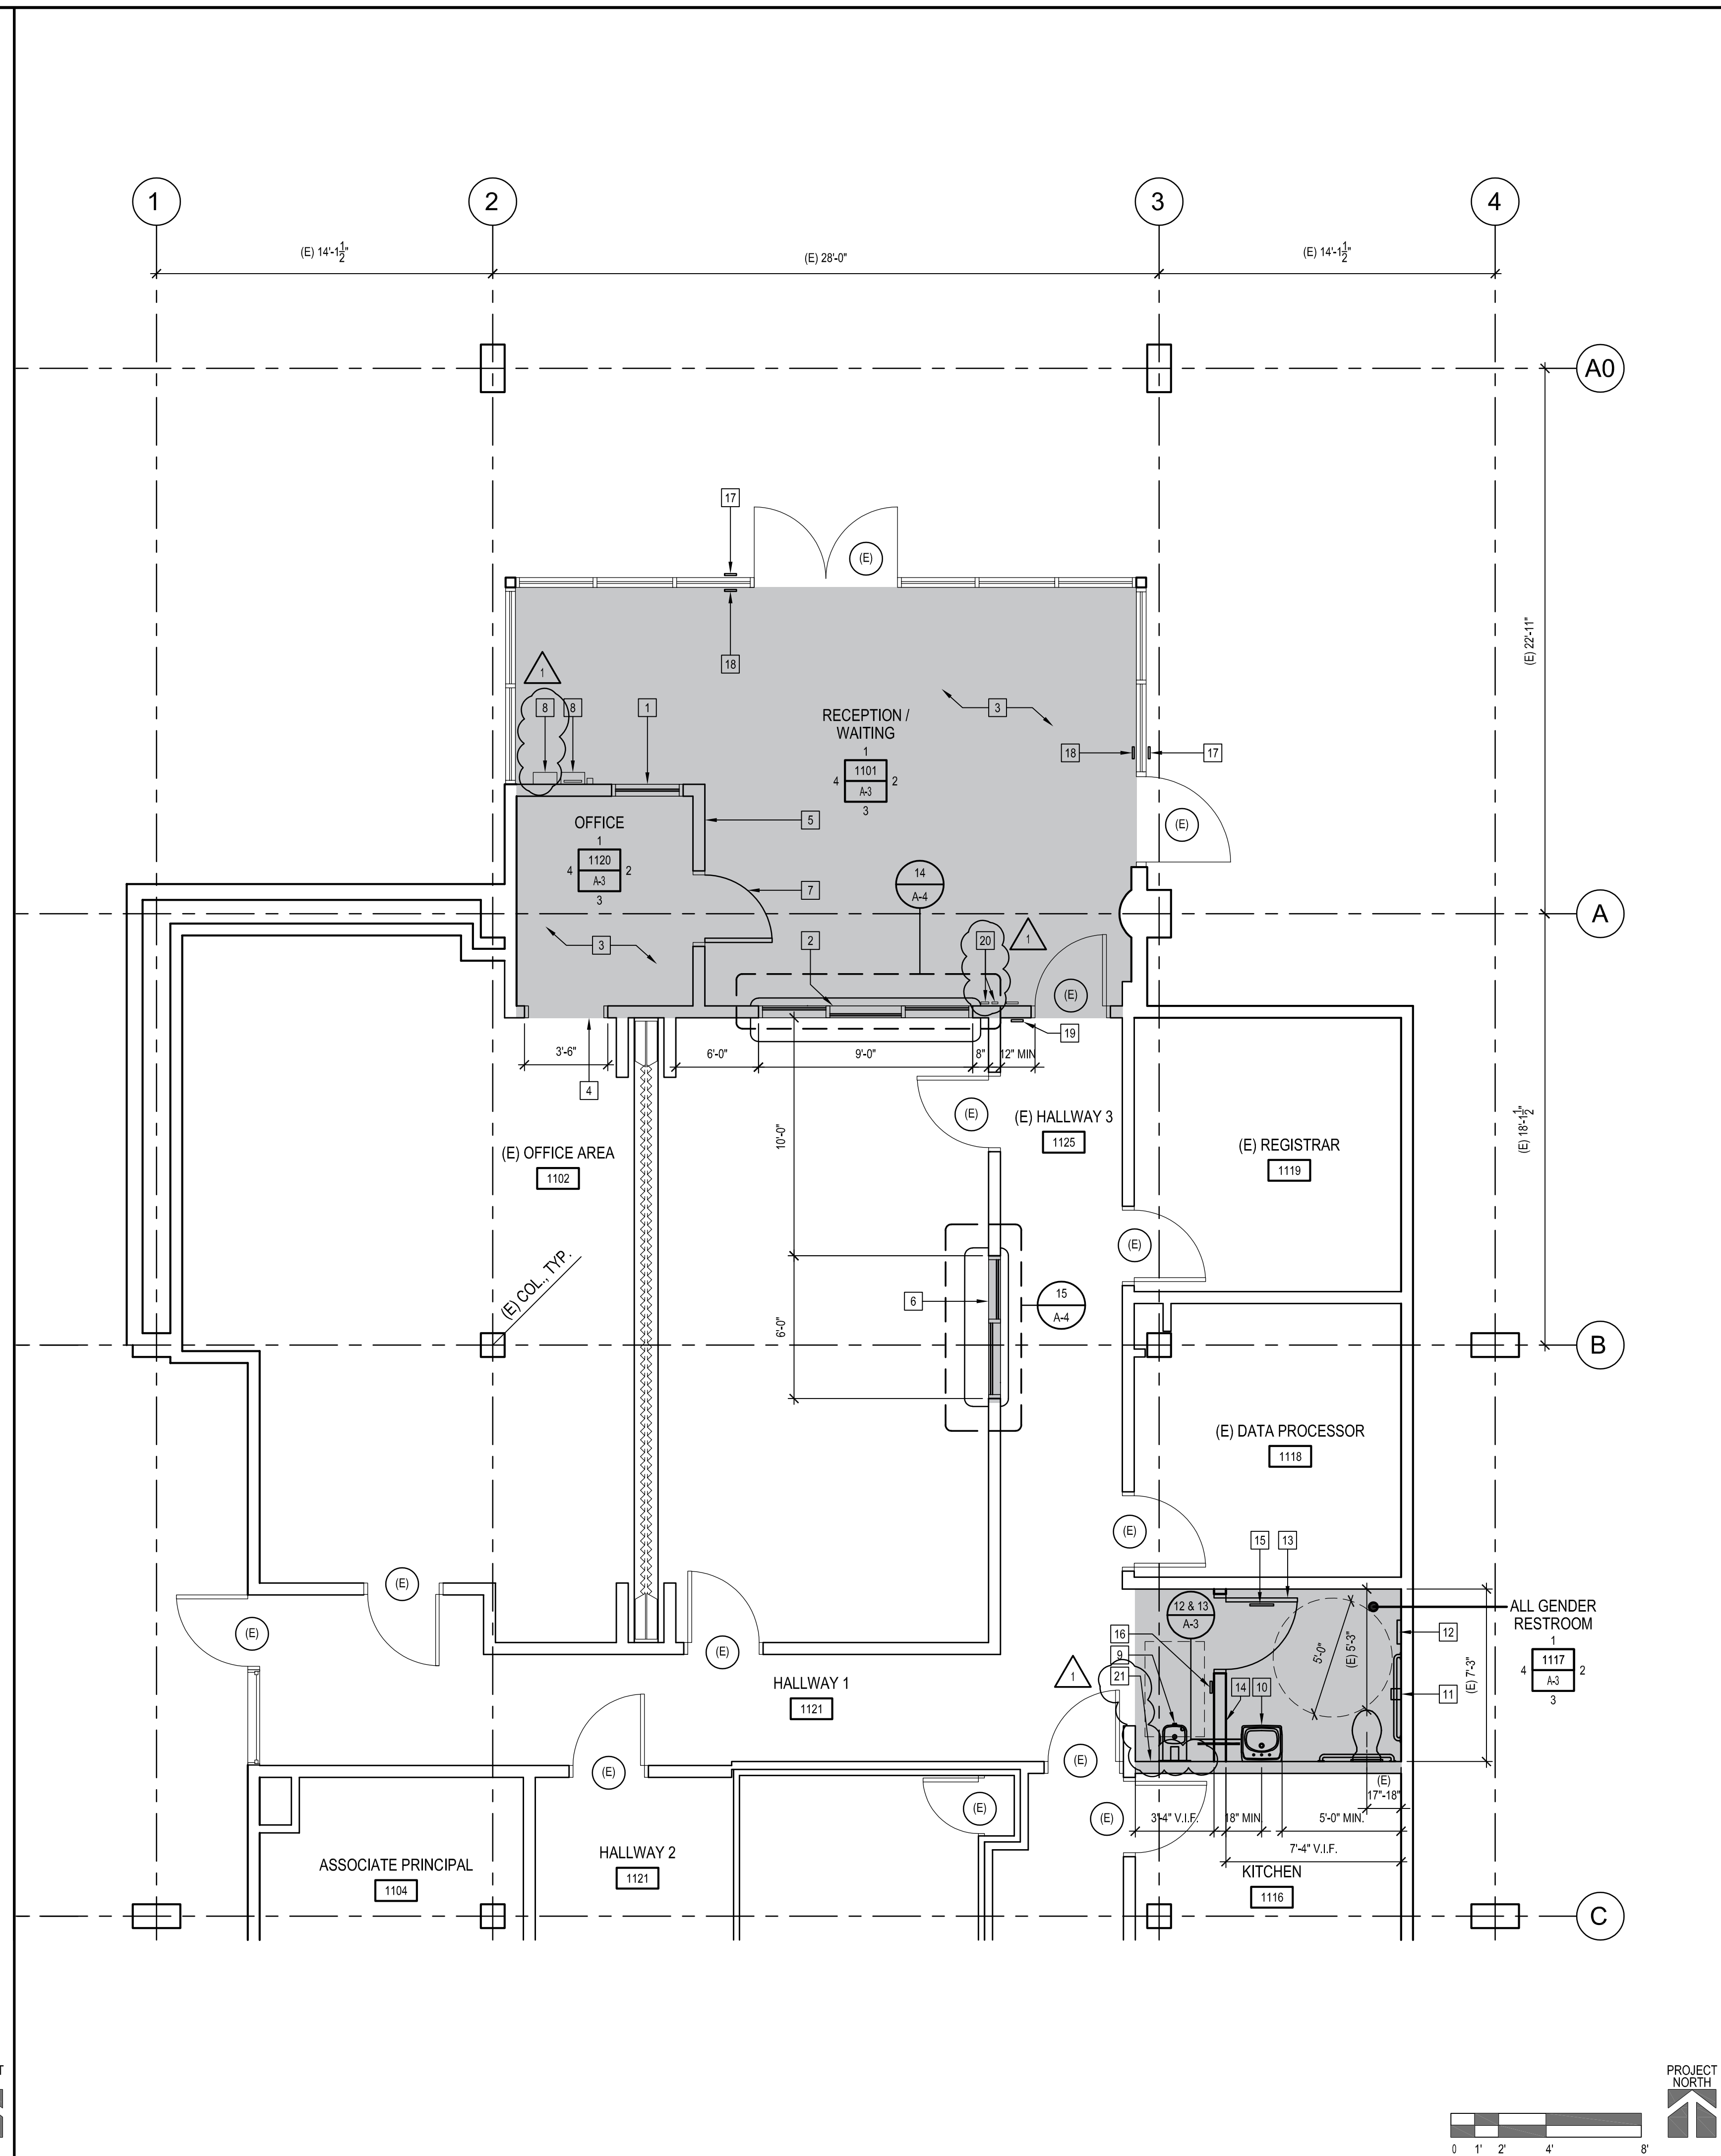 1
2
3
4
(E) 14'-1 1/2"
(E) 28'-0"
(E) 14'-1 1/2"
A0
17
(E)
(E) 22'-11"
18
1
8
8
1
3
RECEPTION /
WAITING
1
4
1101
2
A-3
3
18
17
5
(E)
OFFICE
1
4
1120
2
A-3
3
7
14
A-4
A
3
2
20
1
(E)
19
3'-6"
6'-0"
9'-0"
8"
12" MIN
4
(E)
(E) HALLWAY 3
1125
(E) 18'-1 1/2"
10'-0"
(E) OFFICE AREA
1102
(E) REGISTRAR
1119
(E)
(E) COL., TYP.
6
15
A-4
6'-0"
B
(E) DATA PROCESSOR
1118
(E)
15
13
(E)
12 & 13
A-3
ALL GENDER
RESTROOM
1
4
1117
2
A-3
3
(E)
16
12
5'-0"
(E) 5'-3"
(E) 7'-3"
(E)
9
1
21
14
10
11
HALLWAY 1
1121
(E)
(E)
(E)
17"-18"
(E)
(E)
3'-4" V.I.F.
18" MIN
5'-0" MIN.
7'-4" V.I.F.
ASSOCIATE PRINCIPAL
1104
HALLWAY 2
1121
KITCHEN
1116
C
PROJECT
NORTH
0 1' 2' 4' 8'
T